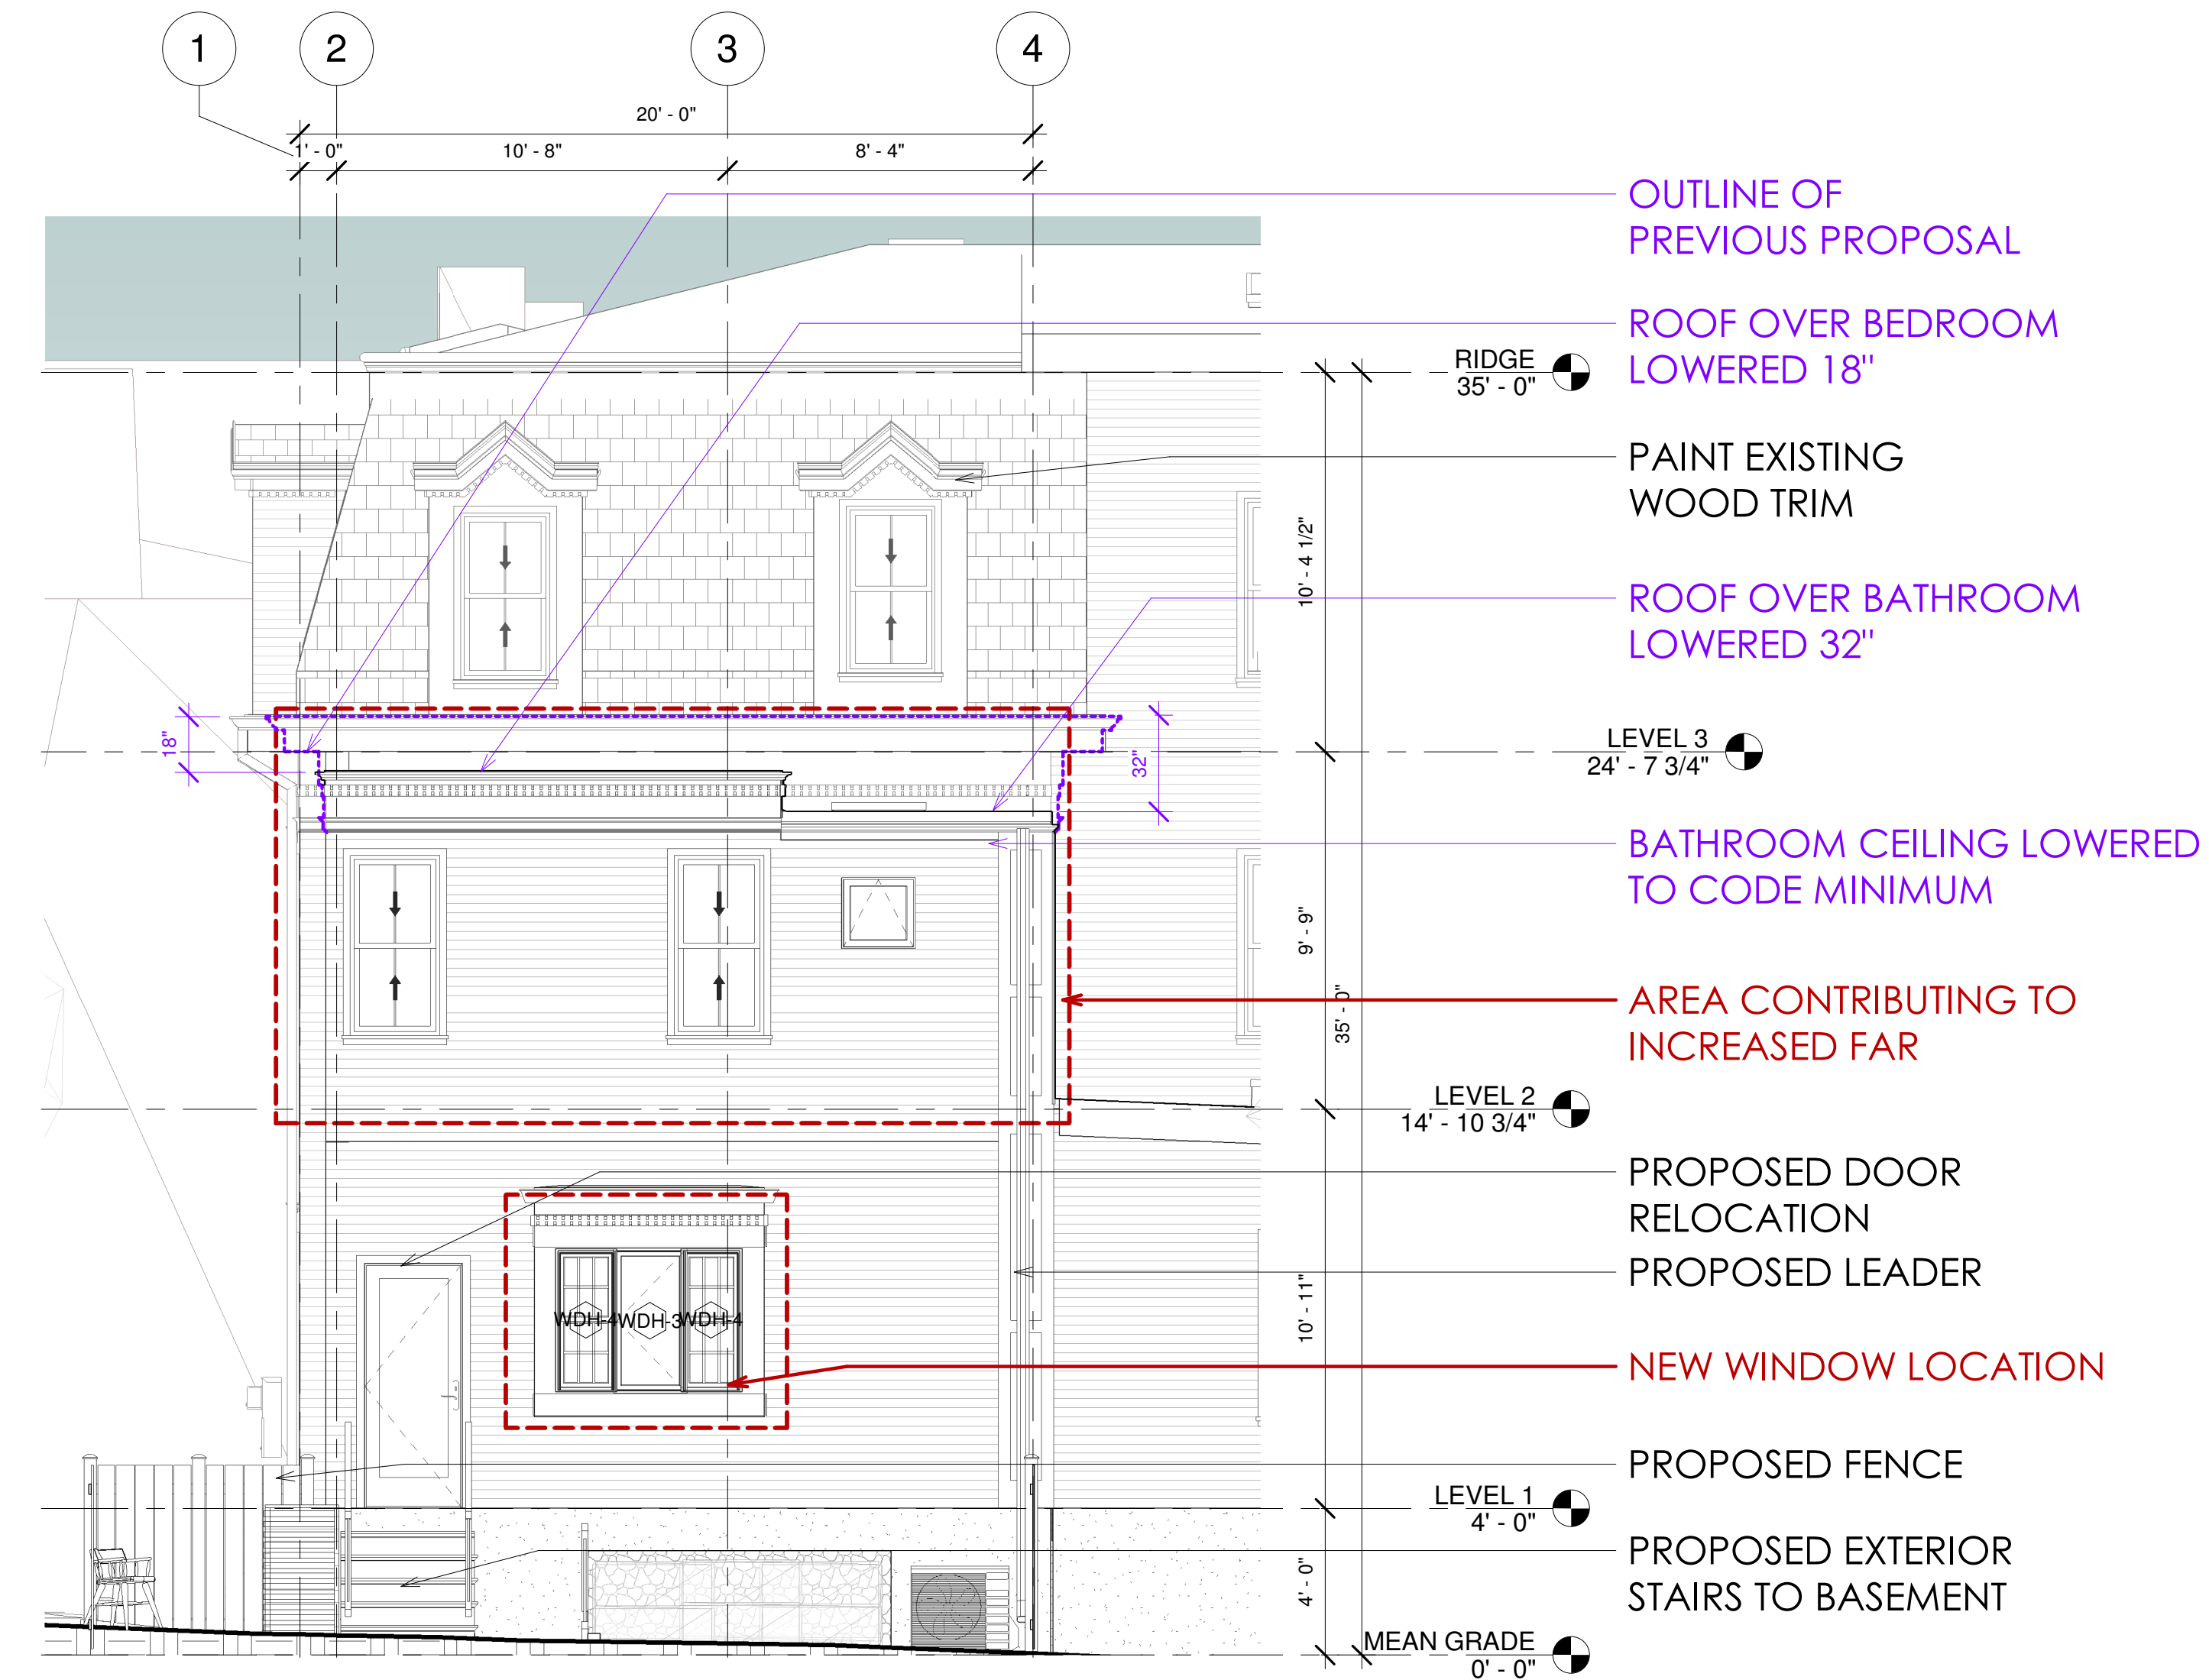 1
2
3
4
20' - 0"
1' - 0"
10' - 8"
8' - 4"
OUTLINE OF
PREVIOUS PROPOSAL
ROOF OVER BEDROOM
LOWERED 18"
RIDGE
35' - 0"
PAINT EXISTING
WOOD TRIM
10' - 4 1/2"
ROOF OVER BATHROOM
LOWERED 32"
18"
32"
LEVEL 3
24' - 7 3/4"
BATHROOM CEILING LOWERED
TO CODE MINIMUM
9' - 9"
35' - 0"
AREA CONTRIBUTING TO
INCREASED FAR
LEVEL 2
14' - 10 3/4"
PROPOSED DOOR
RELOCATION
PROPOSED LEADER
10' - 11"
WDH-4
WDH-3
WDH-4
NEW WINDOW LOCATION
PROPOSED FENCE
LEVEL 1
4' - 0"
PROPOSED EXTERIOR
STAIRS TO BASEMENT
4' - 0"
MEAN GRADE
0' - 0"